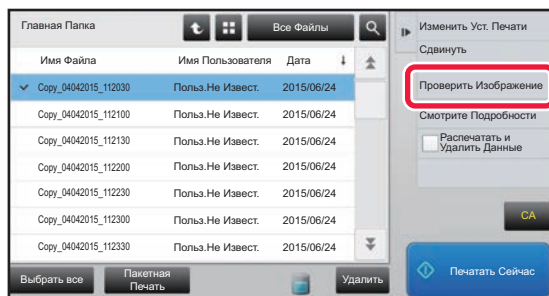 Главная Папка
Все Файлы
Имя Файла Имя Пользователя Дата
Copy_04042015_112030 Польз.Не Извест. 2015/06/24
Copy_04042015_112100 Польз.Не Извест. 2015/06/24
Copy_04042015_112130 Польз.Не Извест. 2015/06/24
Copy_04042015_112200 Польз.Не Извест. 2015/06/24
Copy_04042015_112230 Польз.Не Извест. 2015/06/24
Copy_04042015_112300 Польз.Не Извест. 2015/06/24
Copy_04042015_112330 Польз.Не Извест. 2015/06/24
Выбрать все
Пакетная
Печать
Удалить
Изменить Уст. Печати
Сдвинуть
Проверить Изображение
Смотрите Подробности
Распечатать и
Удалить Данные
CA
Печатать Сейчас